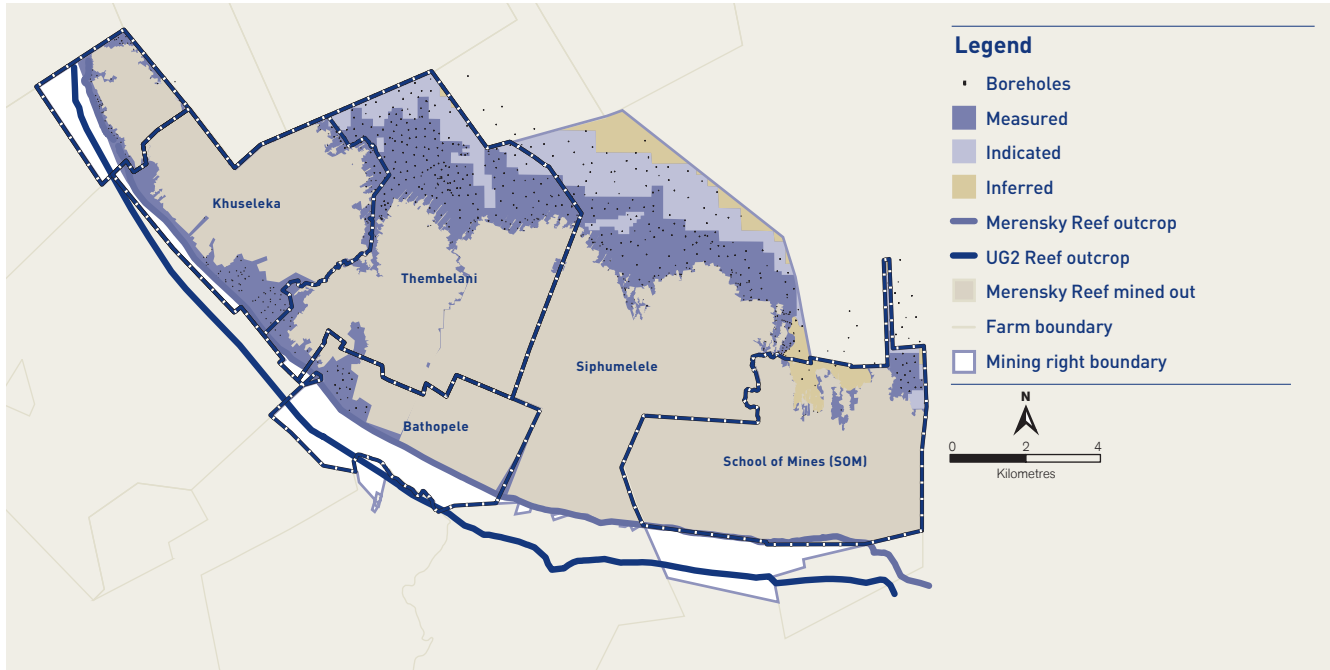 Khuseleka
Thembelani
Siphumelele
Bathopele
School of Mines (SOM)
Legend
Boreholes
Measured
Indicated
Inferred
Merensky Reef outcrop
UG2 Reef outcrop
Merensky Reef mined out
Farm boundary
Mining right boundary
N
0 2 4
Kilometres